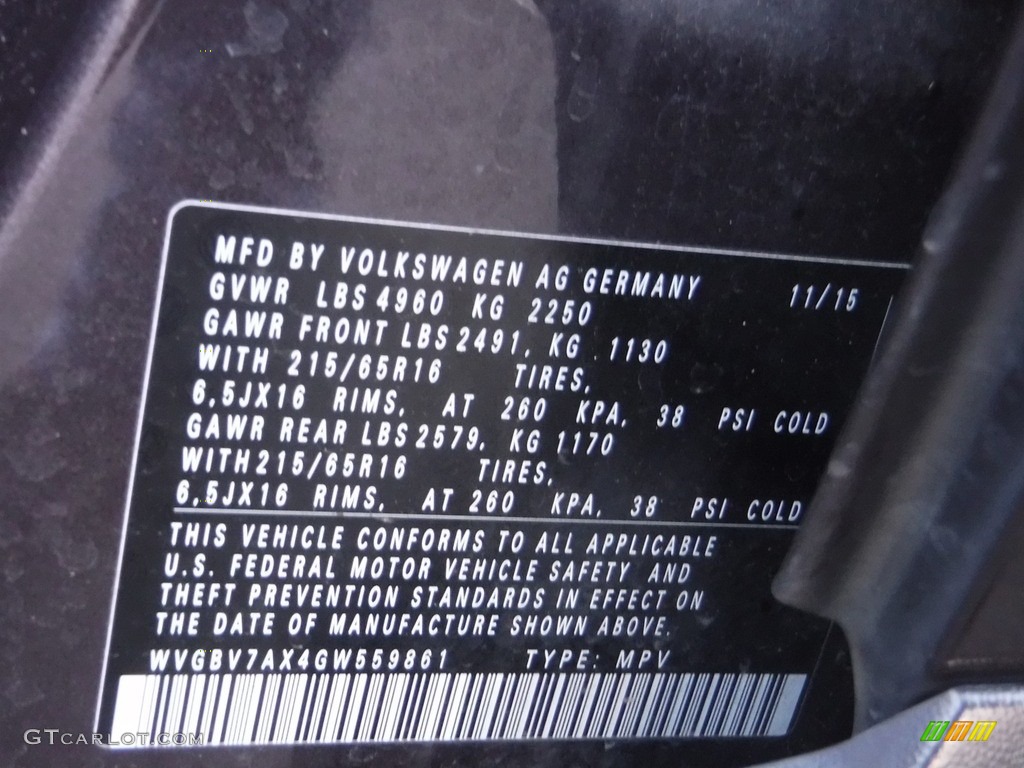 MFD BY VOLKSWAGEN AG GERMANY 11/15
GVWR LBS 4960 KG 2250
GAWR FRONT LBS 2491, KG 1130
WITH 215/65R16 TIRES,
6,5JX16 RIMS, AT 260 KPA, 38 PSI COLD
GAWR REAR LBS 2579, KG 1170
WITH 215/65R16 TIRES,
6,5JX16 RIMS, AT 260 KPA, 38 PSI COLD
THIS VEHICLE CONFORMS TO ALL APPLICABLE
U.S. FEDERAL MOTOR VEHICLE SAFETY AND
THEFT PREVENTION STANDARDS IN EFFECT ON
THE DATE OF MANUFACTURE SHOWN ABOVE.
WVGBV7AX4GW559861 TYPE: MPV
GTCARLOT.COM